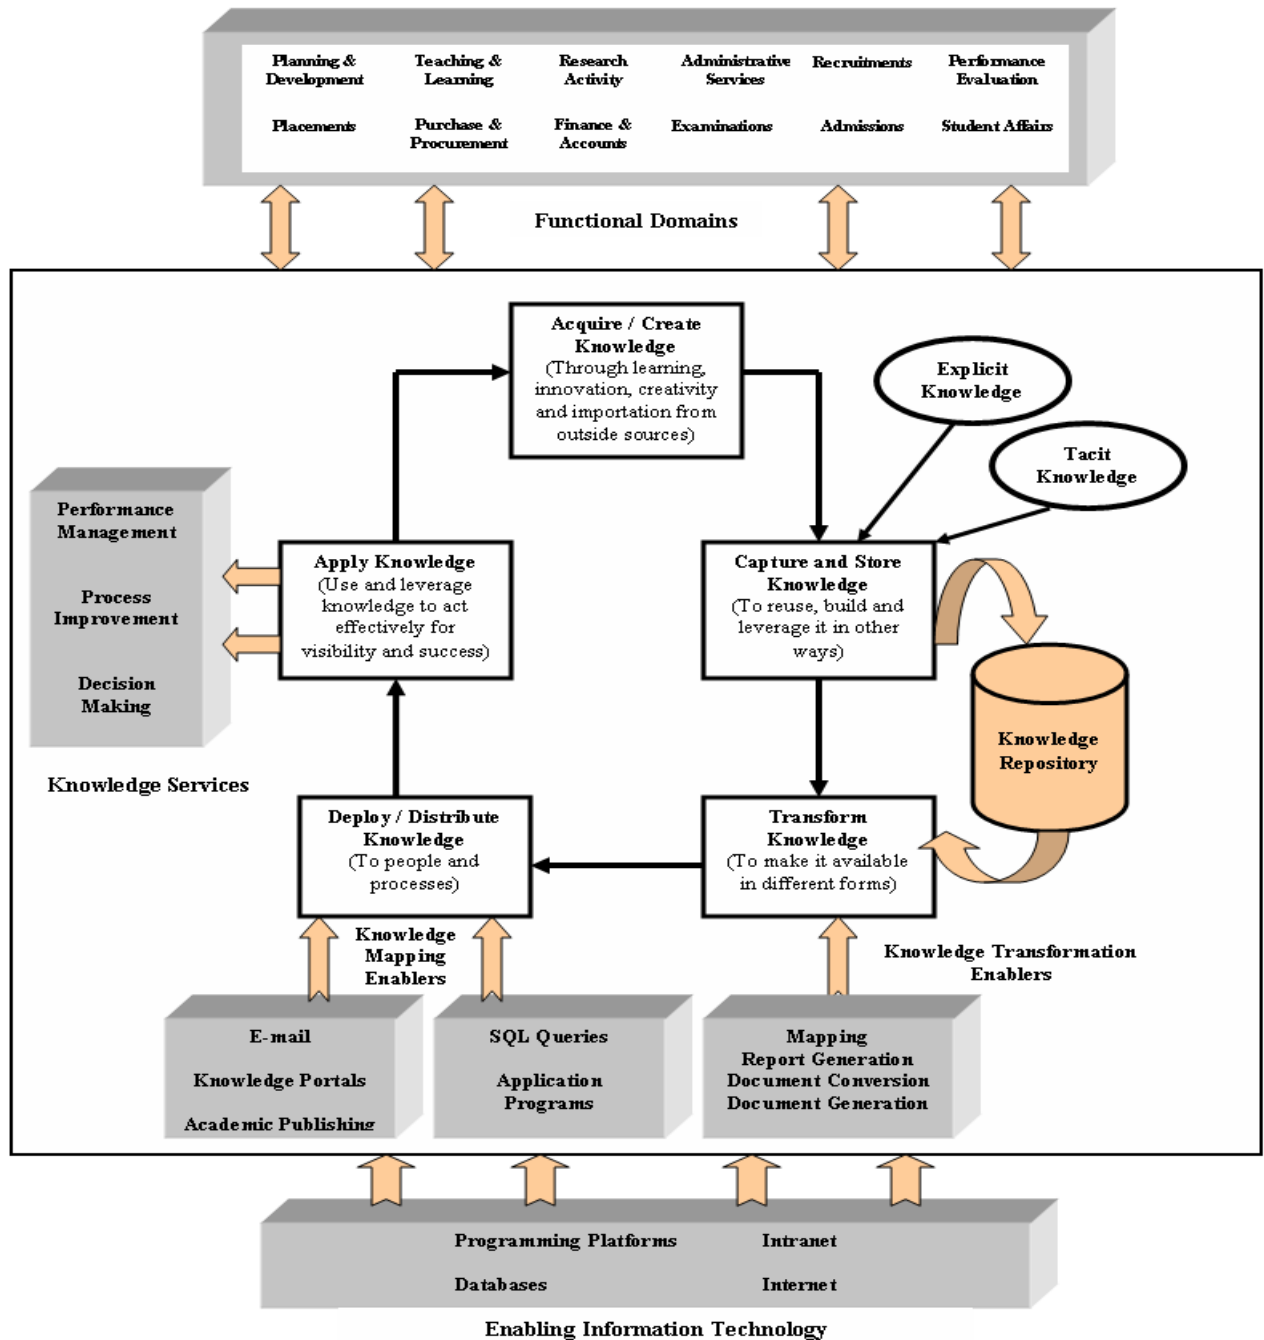 Planning &
Development
Teaching &
Learning
Research
Activity
Administrative
Services
Recruitments
Performance
Evaluation
Placements
Purchase &
Procurement
Finance &
Accounts
Examinations
Admissions
Student Affairs
Functional Domains
Acquire / Create
Knowledge
(Through learning,
innovation, creativity
and importation from
outside sources)
Explicit
Knowledge
Tacit
Knowledge
Performance
Management
Process
Improvement
Decision
Making
Knowledge Services
Apply Knowledge
(Use and leverage
knowledge to act
effectively for
visibility and success)
Capture and Store
Knowledge
(To reuse, build and
leverage it in other
ways)
Knowledge
Repository
Deploy / Distribute
Knowledge
(To people and
processes)
Transform
Knowledge
(To make it available
in different forms)
Knowledge
Mapping
Enablers
Knowledge Transformation
Enablers
E-mail
Knowledge Portals
Academic Publishing
SQL Queries
Application
Programs
Mapping
Report Generation
Document Conversion
Document Generation
Programming Platforms
Intranet
Databases
Internet
Enabling Information Technology